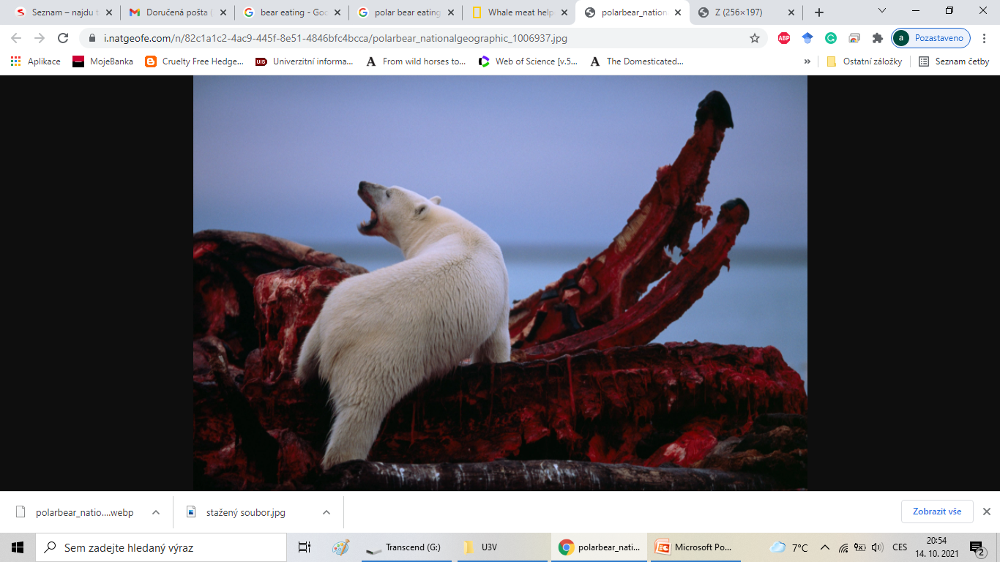 Seznam – najdu t
Doručená pošta (
bear eating - Goo
polar bear eating
Whale meat help
polarbear_nation
Z (256×197)
i.natgeofe.com/n/82c1a1c2-4ac9-445f-8e51-4846bfc4bcca/polarbear_nationalgeographic_1006937.jpg
ABP
a
Pozastaveno
Aplikace
MojeBanka
Cruelty Free Hedge...
UIS
Univerzitní informa...
A
From wild horses to...
Web of Science [v.5...
A
The Domesticated...
»
Ostatní záložky
Seznam četby
polarbear_natio....webp
stažený soubor.jpg
Zobrazit vše
Sem zadejte hledaný výraz
Transcend (G:)
U3V
polarbear_nati...
Microsoft Po...
7°C
CES
20:54
14. 10. 2021
2